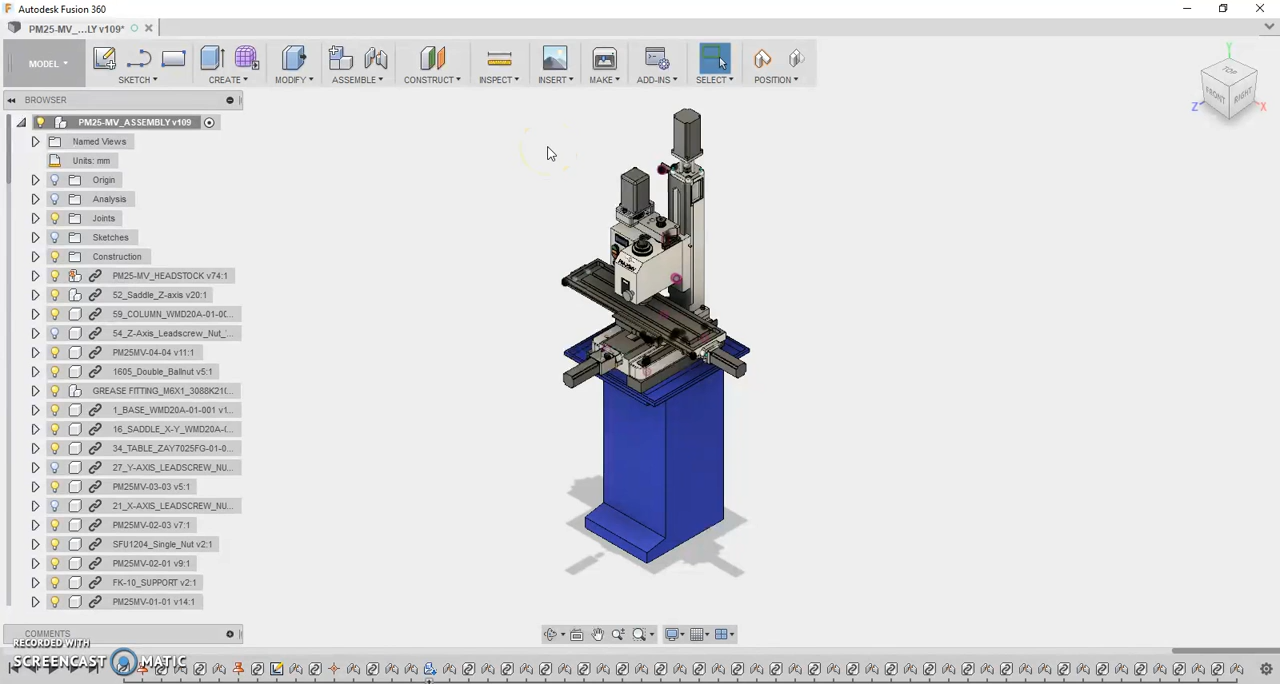 Autodesk Fusion 360
PM25-MV_...LY v109*
MODEL
SKETCH
CREATE
MODIFY
ASSEMBLE
CONSTRUCT
INSPECT
INSERT
MAKE
ADD-INS
SELECT
POSITION
TOP
FRONT
RIGHT
Y
Z
X
BROWSER
PM25-MV_ASSEMBLY v109
Named Views
Units: mm
Origin
Analysis
Joints
Sketches
Construction
PM25-MV_HEADSTOCK v74:1
52_Saddle_Z-axis v20:1
59_COLUMN_WMD20A-01-0...
54_Z-Axis_Leadscrew_Nut_...
PM25MV-04-04 v11:1
1605_Double_Ballnut v5:1
GREASE FITTING_M6X1_3088K21(...
1_BASE_WMD20A-01-001 v1...
16_SADDLE_X-Y_WMD20A-(...
34_TABLE_ZAY7025FG-01-0...
27_Y-AXIS_LEADSCREW_NU...
PM25MV-03-03 v5:1
21_X-AXIS_LEADSCREW_NU...
PM25MV-02-03 v7:1
SFU1204_Single_Nut v2:1
PM25MV-02-01 v9:1
FK-10_SUPPORT v2:1
PM25MV-01-01 v14:1
COMMENTS
RECORDED WITH
SCREENCAST MATIC